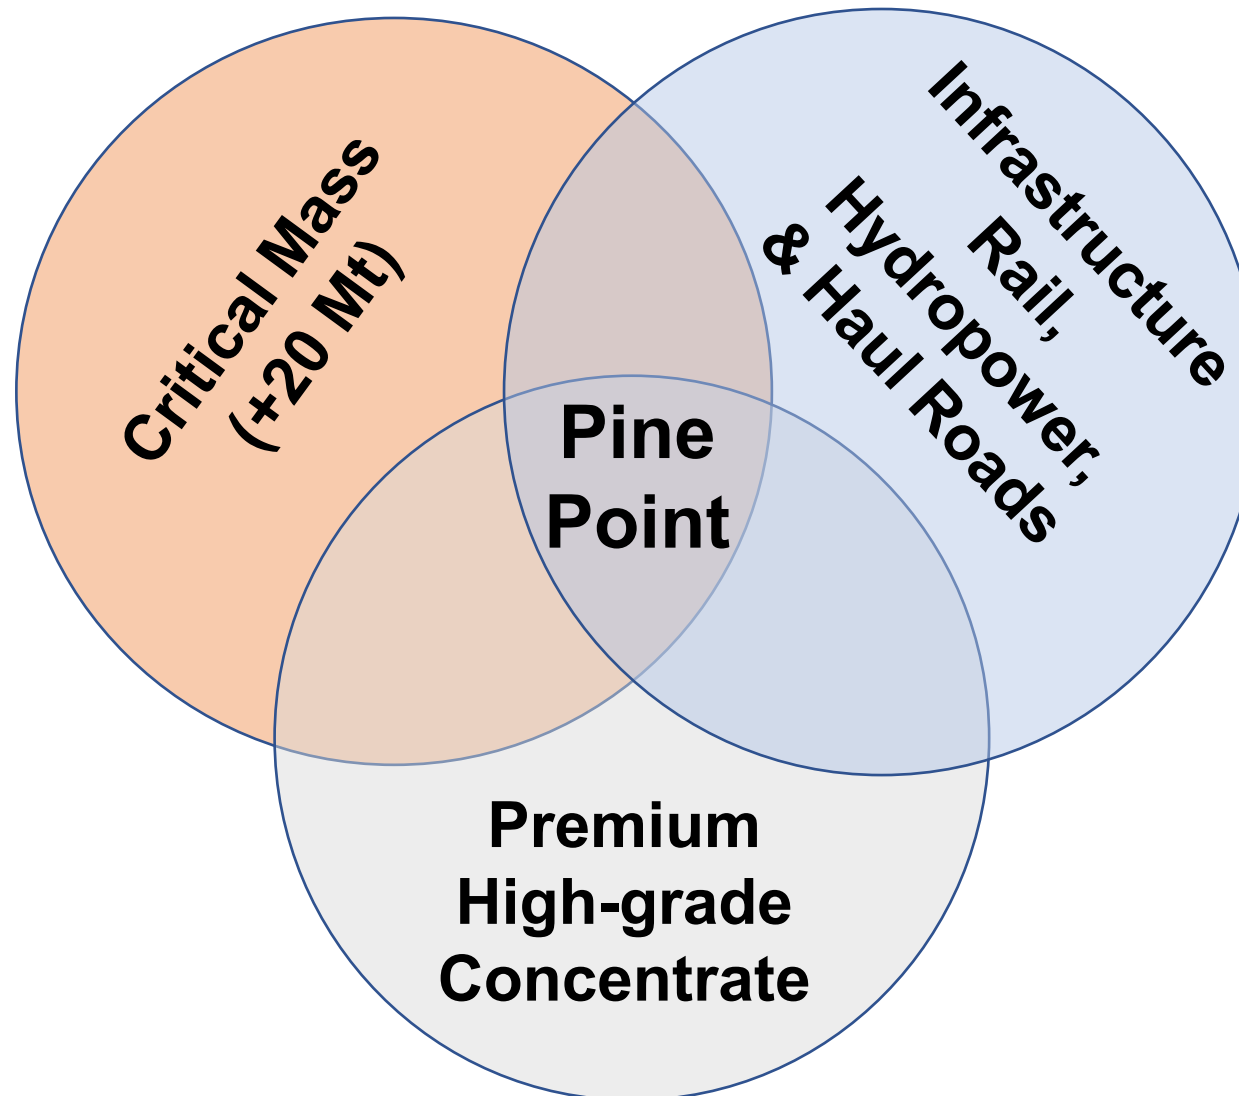 Critical Mass
(+20 Mt)
Infrastructure
Rail,
Hydropower,
& Haul Roads
Pine
Point
Premium
High-grade
Concentrate